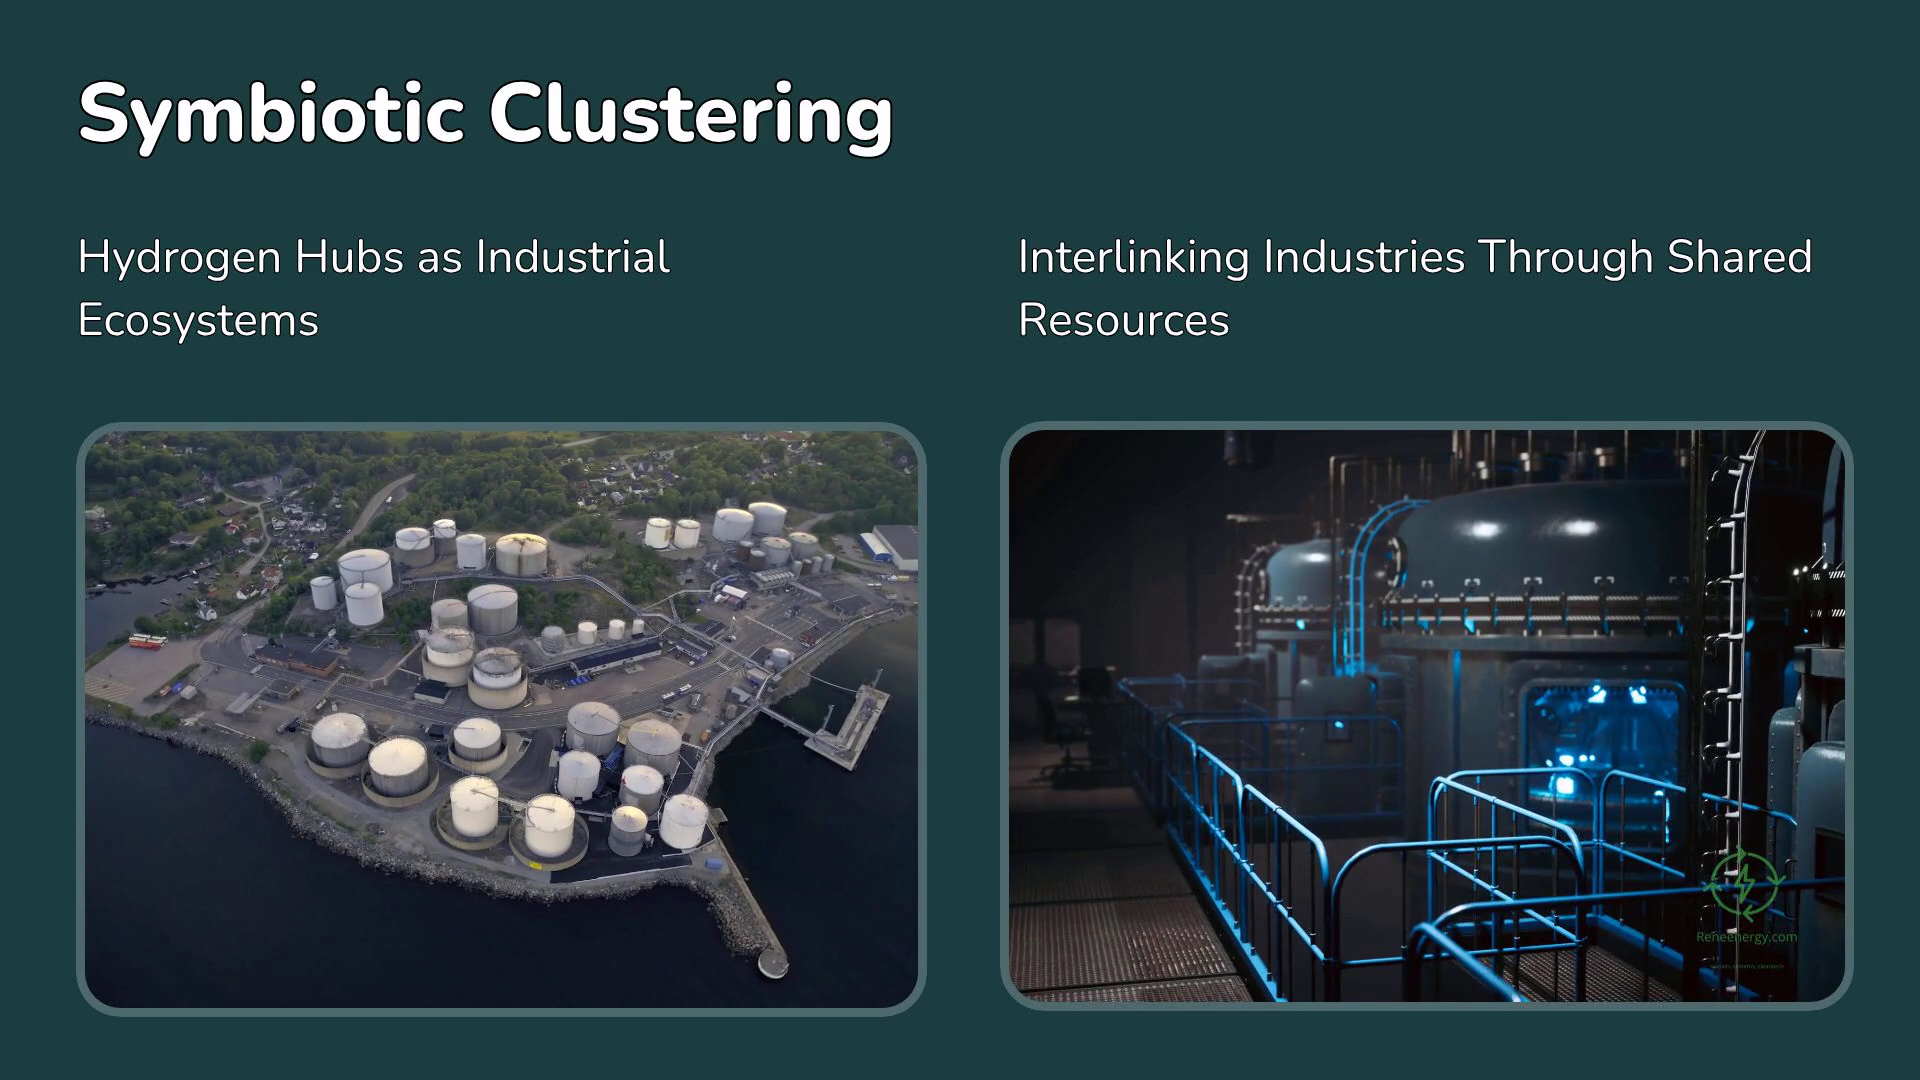 Symbiotic Clustering
Hydrogen Hubs as Industrial
Ecosystems
Interlinking Industries Through Shared
Resources
Reneenergy.com